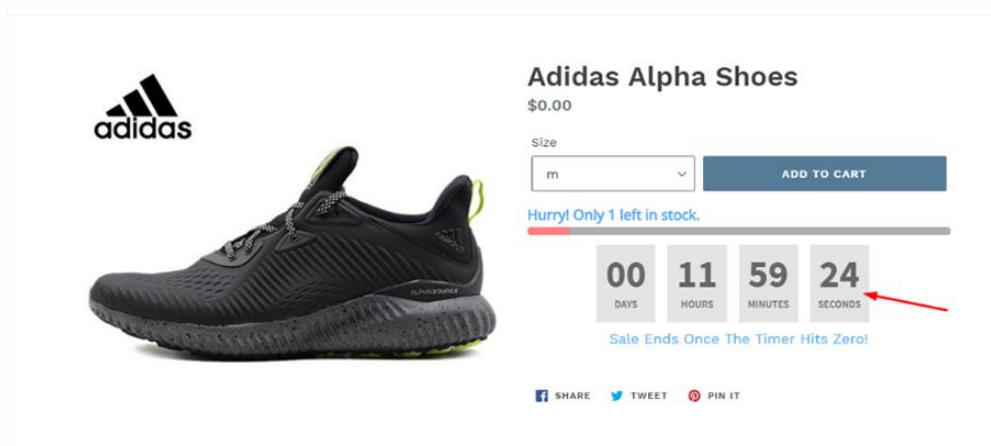 adidas
Adidas Alpha Shoes
$0.00
Size
m
ADD TO CART
Hurry! Only 1 left in stock.
00 11 59 24
DAYS HOURS MINUTES SECONDS
Sale Ends Once The Timer Hits Zero!
ALPHABOUNCE
SHARE TWEET PIN IT